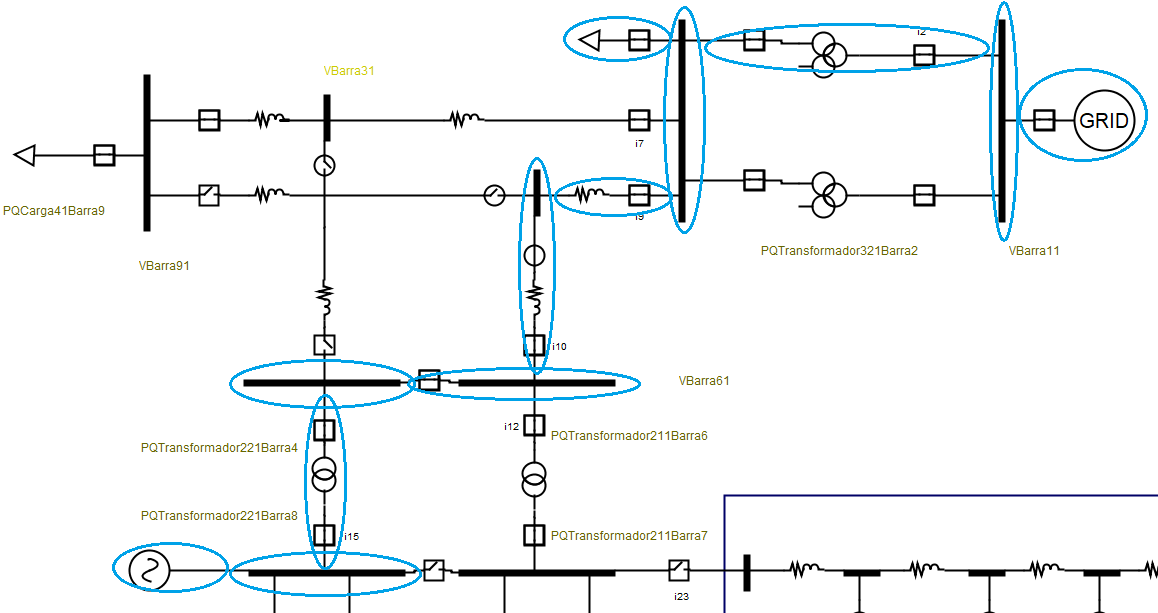 i2
VBarra31
GRID
i7
PQCarga41Barra9
i9
PQTransformador321Barra2
VBarra11
VBarra91
i10
VBarra61
i12
PQTransformador211Barra6
PQTransformador221Barra4
PQTransformador221Barra8
i15
PQTransformador211Barra7
i23